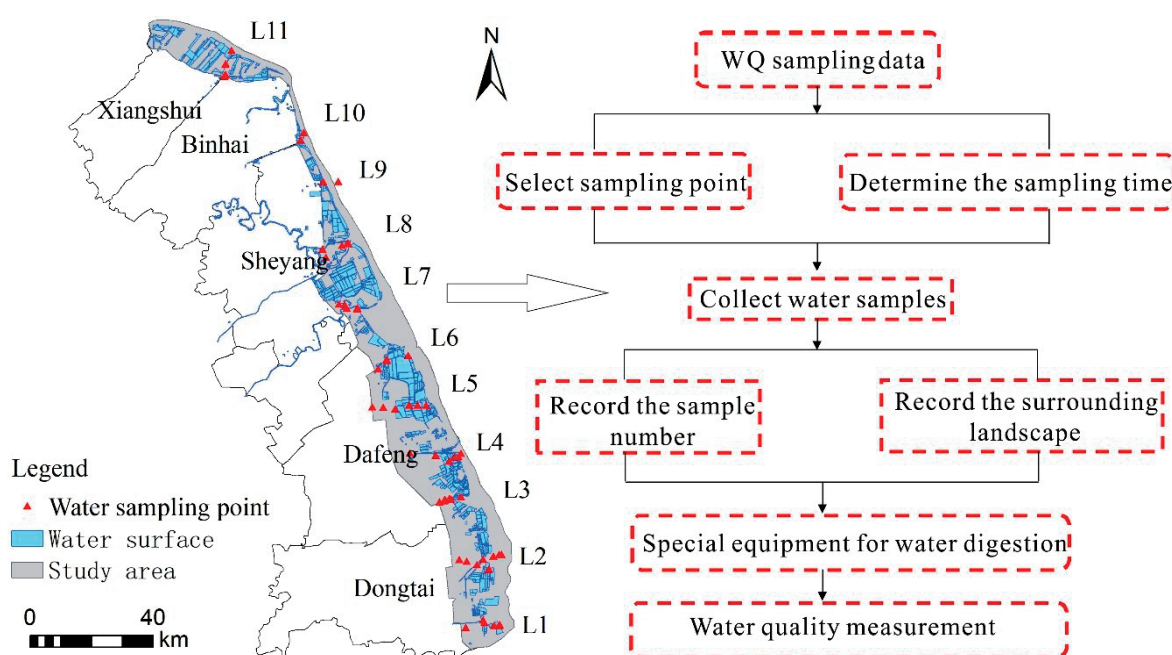 L11
N
Xiangshui
L10
Binhai
L9
L8
Sheyang
L7
L6
L5
L4
Dafeng
L3
L2
Dongtai
L1
Legend
Water sampling point
Water surface
Study area
0 40
km
WQ sampling data
Select sampling point
Determine the sampling time
Collect water samples
Record the sample
number
Record the surrounding
landscape
Special equipment for water digestion
Water quality measurement